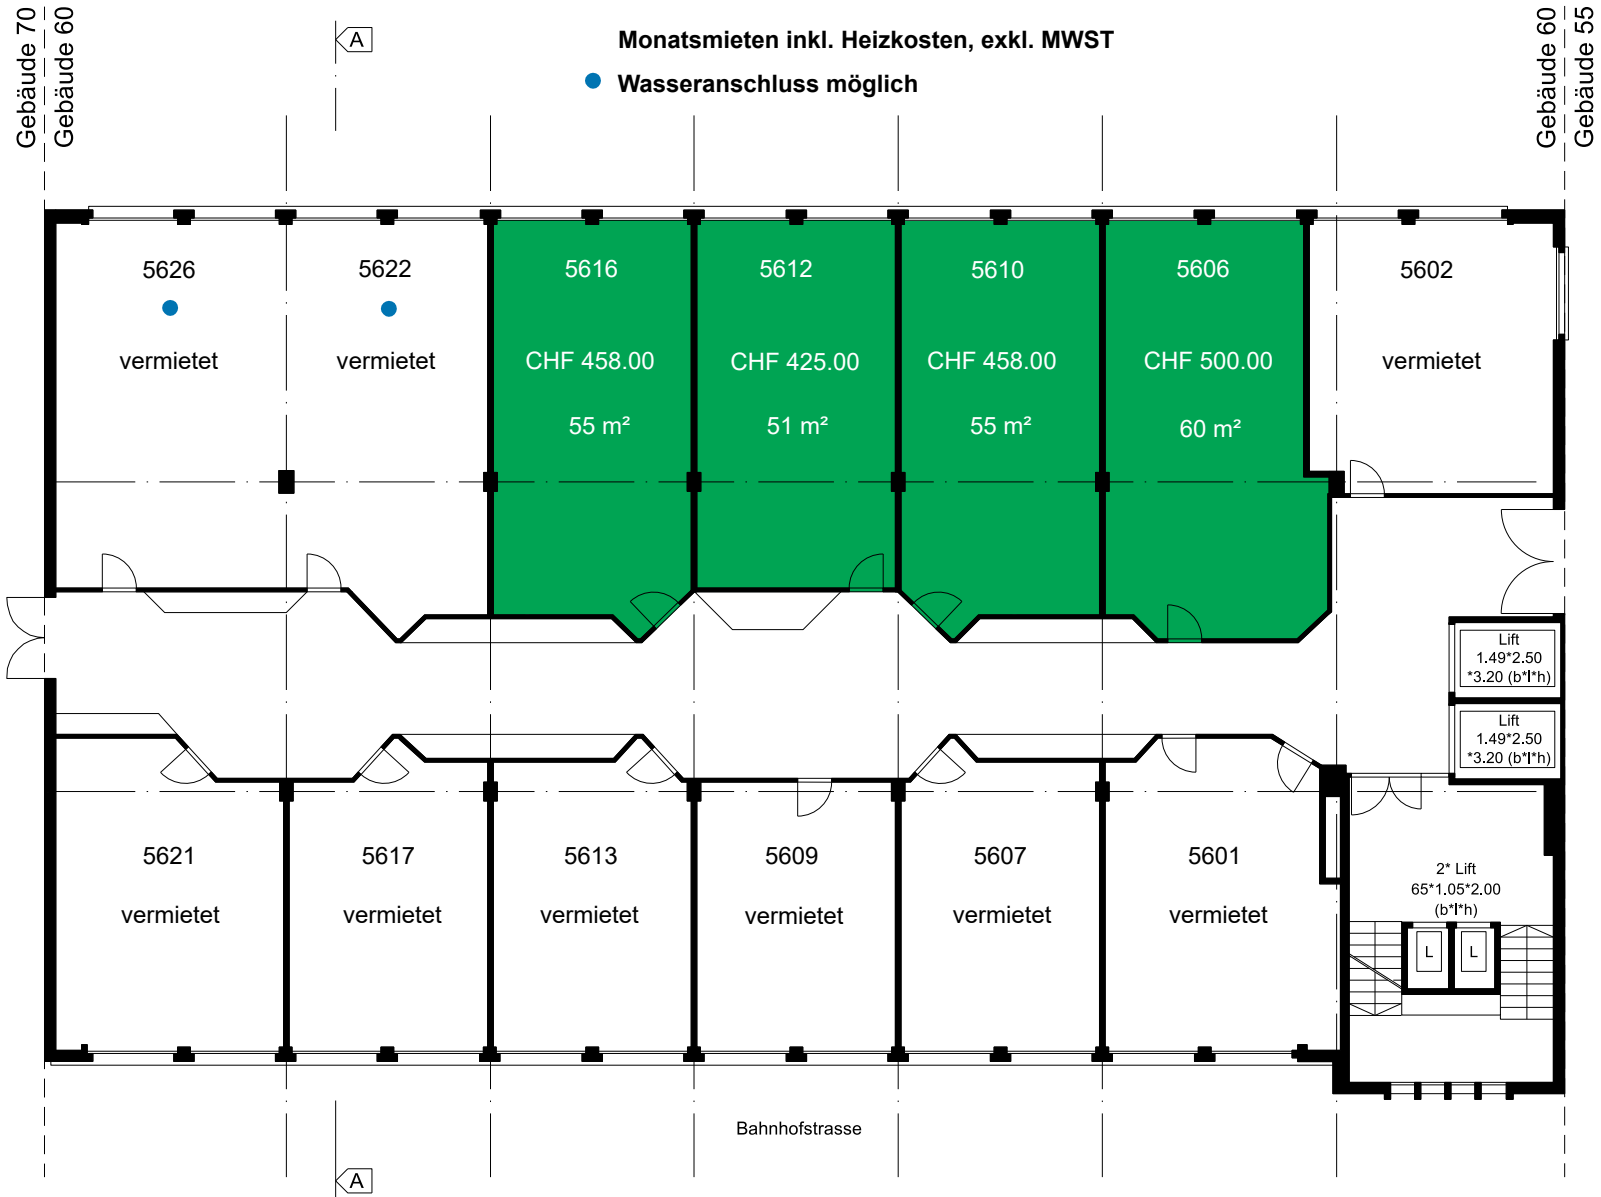 Gebäude 70
Gebäude 60
A
Monatsmieten inkl. Heizkosten, exkl. MWST
Wasseranschluss möglich
Gebäude 60
Gebäude 55
5626
vermietet
5622
vermietet
5616
CHF 458.00
55 m²
5612
CHF 425.00
51 m²
5610
CHF 458.00
55 m²
5606
CHF 500.00
60 m²
5602
vermietet
Lift
1.49*2.50
*3.20 (b*l*h)
Lift
1.49*2.50
*3.20 (b*l*h)
5621
vermietet
5617
vermietet
5613
vermietet
5609
vermietet
5607
vermietet
5601
vermietet
2* Lift
65*1.05*2.00
(b*l*h)
L
L
Bahnhofstrasse
A